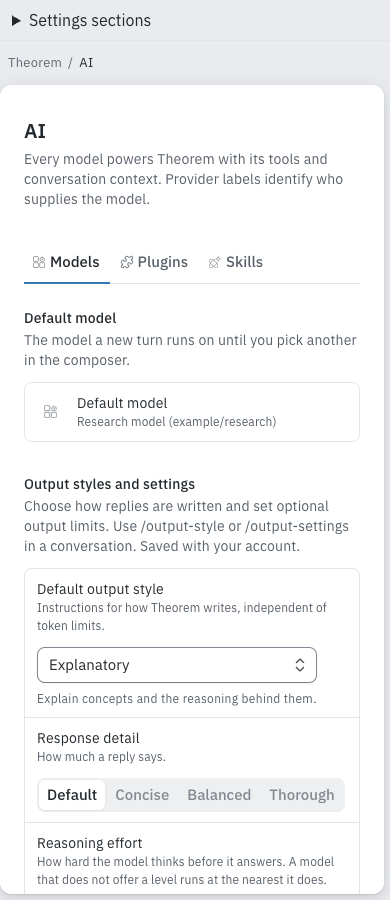 Settings sections
Theorem / AI
AI
Every model powers Theorem with its tools and
conversation context. Provider labels identify who
supplies the model.
Models Plugins Skills
Default model
The model a new turn runs on until you pick another
in the composer.
Default model
Research model (example/research)
Output styles and settings
Choose how replies are written and set optional
output limits. Use /output-style or /output-settings
in a conversation. Saved with your account.
Default output style
Instructions for how Theorem writes, independent of
token limits.
Explanatory
Explain concepts and the reasoning behind them.
Response detail
How much a reply says.
Default Concise Balanced Thorough
Reasoning effort
How hard the model thinks before it answers. A model
that does not offer a level runs at the nearest it does.